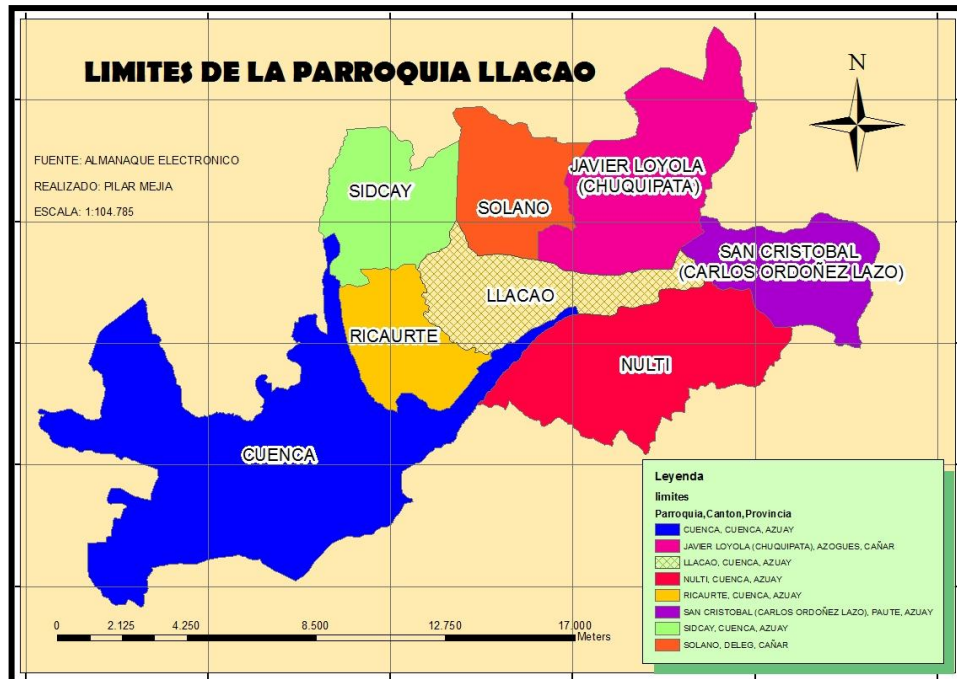 LIMITES DE LA PARROQUIA LLACAO
N
FUENTE: ALMANAQUE ELECTRONICO
REALIZADO: PILAR MEJIA
ESCALA: 1:104.785
SIDCAY
SOLANO
JAVIER LOYOLA
(CHUQUIPATA)
SAN CRISTOBAL
(CARLOS ORDOÑEZ LAZO)
LLACAO
RICAURTE
NULTI
CUENCA
Leyenda
limites
Parroquia,Canton,Provincia
CUENCA, CUENCA, AZUAY
JAVIER LOYOLA (CHUQUIPATA), AZOGUES, CAÑAR
LLACAO, CUENCA, AZUAY
NULTI, CUENCA, AZUAY
RICAURTE, CUENCA, AZUAY
SAN CRISTOBAL (CARLOS ORDOÑEZ LAZO), PAUTE, AZUAY
SIDCAY, CUENCA, AZUAY
SOLANO, DELEG, CAÑAR
0 2.125 4.250 8.500 12.750 17.000
Meters